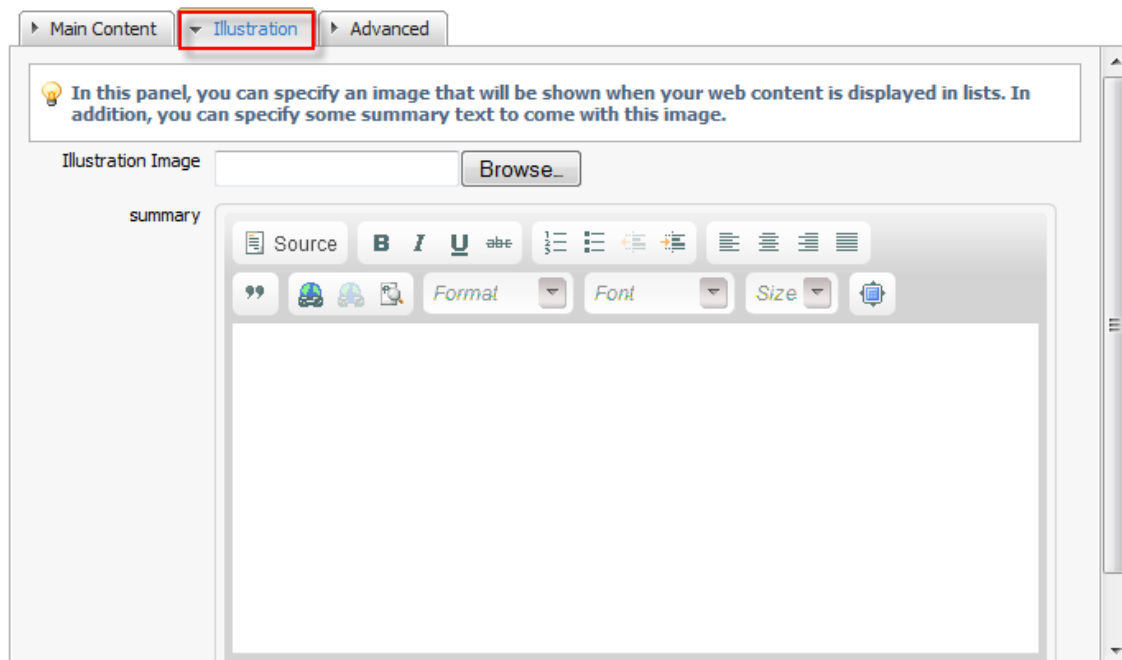 Main Content Illustration Advanced
In this panel, you can specify an image that will be shown when your web content is displayed in lists. In
addition, you can specify some summary text to come with this image.
Illustration Image Browse...
summary
Source B I U abc
Format Font Size